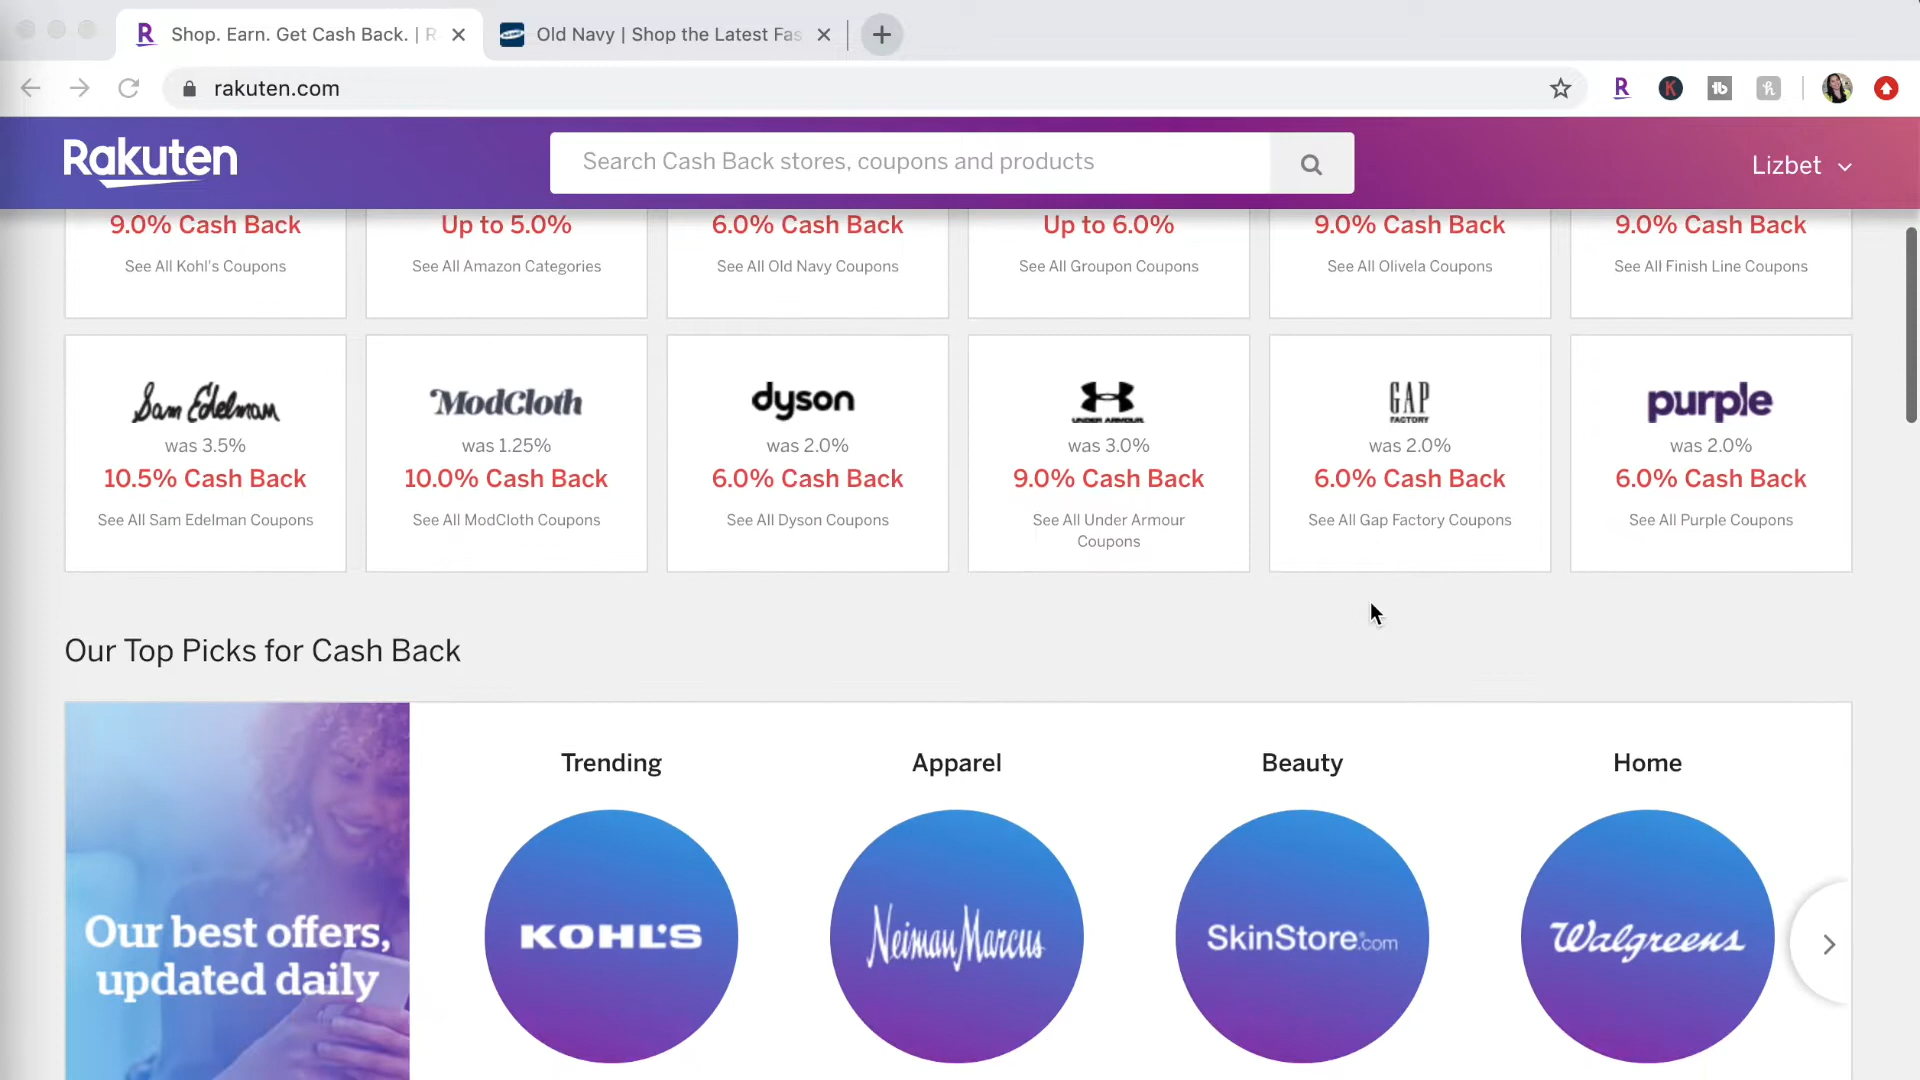 Shop. Earn. Get Cash Back. | R
Old Navy | Shop the Latest Fas
rakuten.com
Rakuten
Search Cash Back stores, coupons and products
Lizbet
9.0% Cash Back
See All Kohl's Coupons
Up to 5.0%
See All Amazon Categories
6.0% Cash Back
See All Old Navy Coupons
Up to 6.0%
See All Groupon Coupons
9.0% Cash Back
See All Olivela Coupons
9.0% Cash Back
See All Finish Line Coupons
Sam Edelman
was 3.5%
10.5% Cash Back
See All Sam Edelman Coupons
ModCloth
was 1.25%
10.0% Cash Back
See All ModCloth Coupons
dyson
was 2.0%
6.0% Cash Back
See All Dyson Coupons
UNDER ARMOUR
was 3.0%
9.0% Cash Back
See All Under Armour
Coupons
GAP
FACTORY
was 2.0%
6.0% Cash Back
See All Gap Factory Coupons
purple
was 2.0%
6.0% Cash Back
See All Purple Coupons
Our Top Picks for Cash Back
Our best offers,
updated daily
Trending
KOHL'S
Apparel
Neiman Marcus
Beauty
SkinStore.com
Home
Walgreens